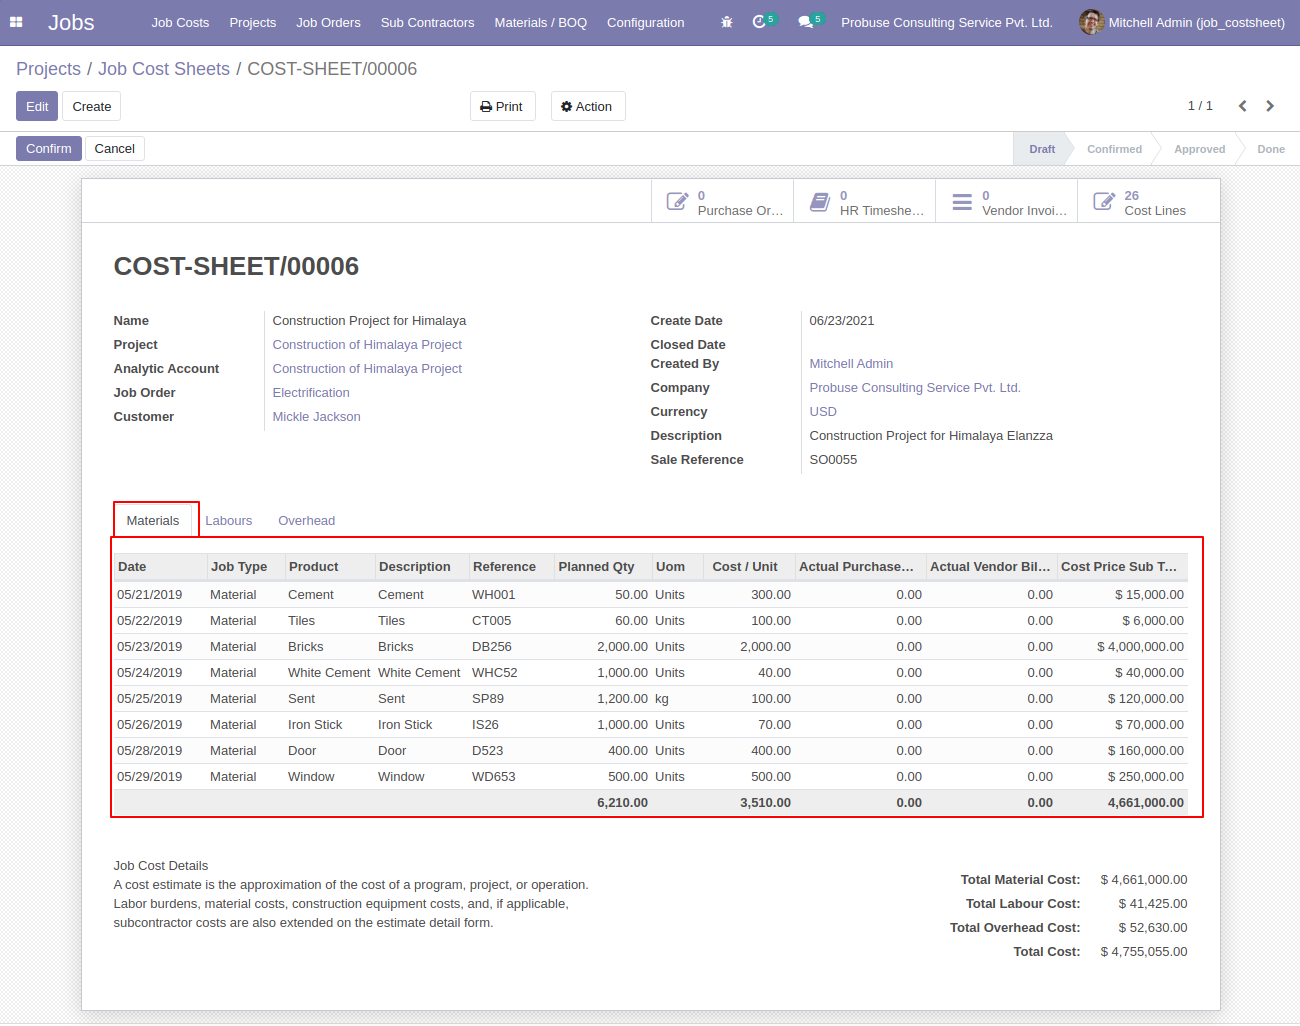 Jobs Job Costs Projects Job Orders Sub Contractors Materials / BOQ Configuration 5 5 Probuse Consulting Service Pvt. Ltd. Mitchell Admin (job_costsheet)
Projects / Job Cost Sheets / COST-SHEET/00006
Edit Create Print Action 1 / 1
Confirm Cancel Draft Confirmed Approved Done
0 Purchase Or… 0 HR Timeshe… 0 Vendor Invoi… 26 Cost Lines
COST-SHEET/00006
Name Construction Project for Himalaya
Project Construction of Himalaya Project
Analytic Account Construction of Himalaya Project
Job Order Electrification
Customer Mickle Jackson
Create Date 06/23/2021
Closed Date
Created By Mitchell Admin
Company Probuse Consulting Service Pvt. Ltd.
Currency USD
Description Construction Project for Himalaya Elanzza
Sale Reference SO0055
Materials Labours Overhead
Date Job Type Product Description Reference Planned Qty Uom Cost / Unit Actual Purchase… Actual Vendor Bil… Cost Price Sub T…
05/21/2019 Material Cement Cement WH001 50.00 Units 300.00 0.00 0.00 $ 15,000.00
05/22/2019 Material Tiles Tiles CT005 60.00 Units 100.00 0.00 0.00 $ 6,000.00
05/23/2019 Material Bricks Bricks DB256 2,000.00 Units 2,000.00 0.00 0.00 $ 4,000,000.00
05/24/2019 Material White Cement White Cement WHC52 1,000.00 Units 40.00 0.00 0.00 $ 40,000.00
05/25/2019 Material Sent Sent SP89 1,200.00 kg 100.00 0.00 0.00 $ 120,000.00
05/26/2019 Material Iron Stick Iron Stick IS26 1,000.00 Units 70.00 0.00 0.00 $ 70,000.00
05/28/2019 Material Door Door D523 400.00 Units 400.00 0.00 0.00 $ 160,000.00
05/29/2019 Material Window Window WD653 500.00 Units 500.00 0.00 0.00 $ 250,000.00
6,210.00 3,510.00 0.00 0.00 4,661,000.00
Job Cost Details
A cost estimate is the approximation of the cost of a program, project, or operation.
Labor burdens, material costs, construction equipment costs, and, if applicable,
subcontractor costs are also extended on the estimate detail form.
Total Material Cost: $ 4,661,000.00
Total Labour Cost: $ 41,425.00
Total Overhead Cost: $ 52,630.00
Total Cost: $ 4,755,055.00